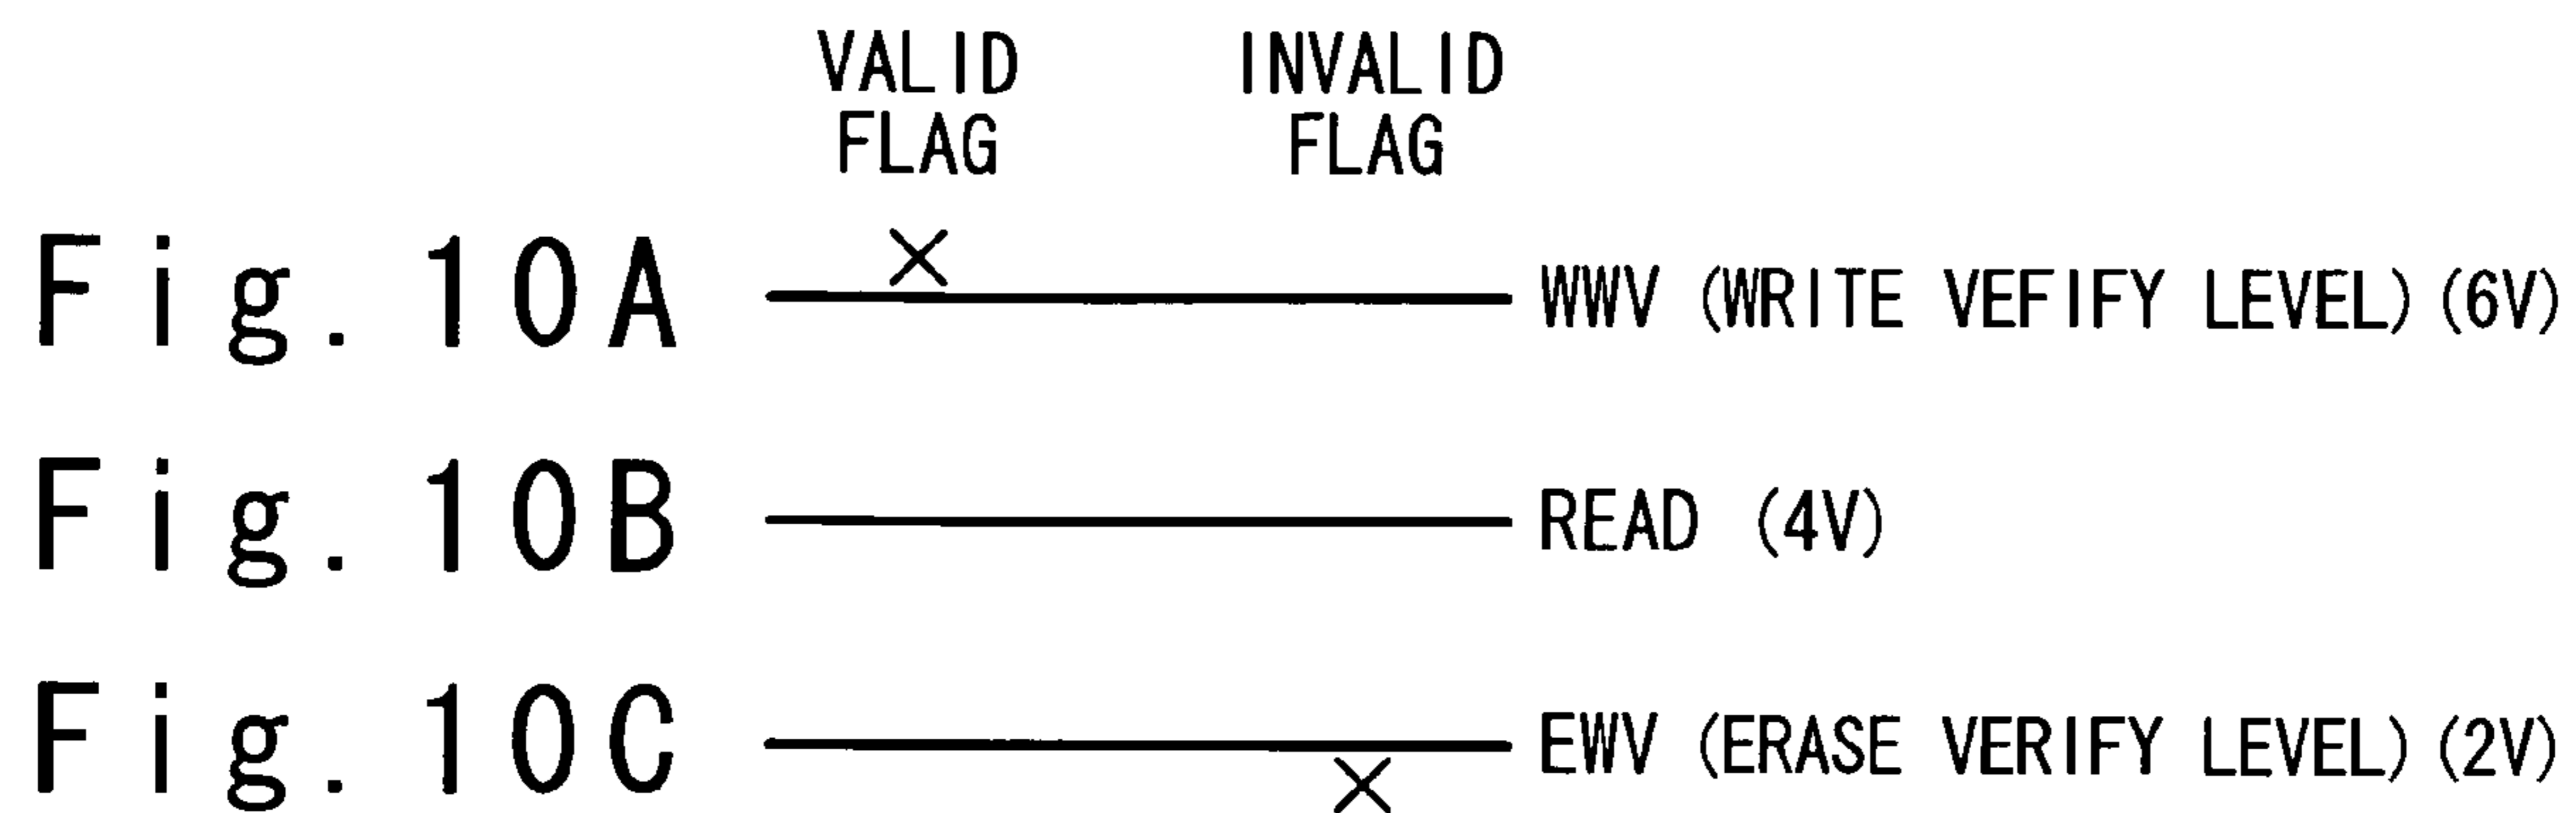 VALID INVALID
FLAG FLAG
Fig. 10A WWV (WRITE VEFIFY LEVEL) (6V)
Fig. 10B READ (4V)
Fig. 10C EWV (ERASE VERIFY LEVEL) (2V)